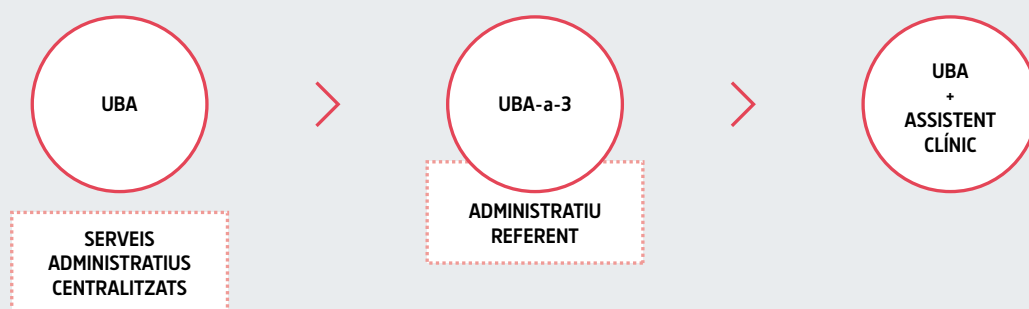 UBA
SERVEIS
ADMINISTRATIUS
CENTRALITZATS
UBA-a-3
ADMINISTRATIU
REFERENT
UBA
+
ASSISTENT
CLÍNIC